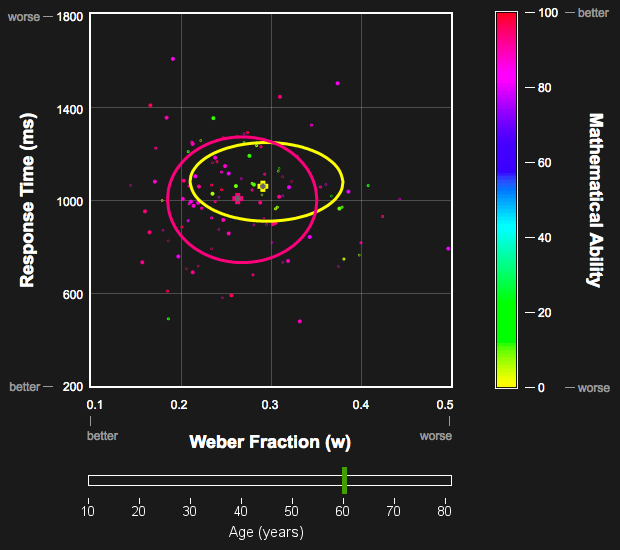 worse
1800
1400
1000
600
better
200
Response Time (ms)
0.1
0.2
0.3
0.4
0.5
better
worse
Weber Fraction (w)
100
better
80
60
40
20
0
worse
Mathematical Ability
10
20
30
40
50
60
70
80
Age (years)